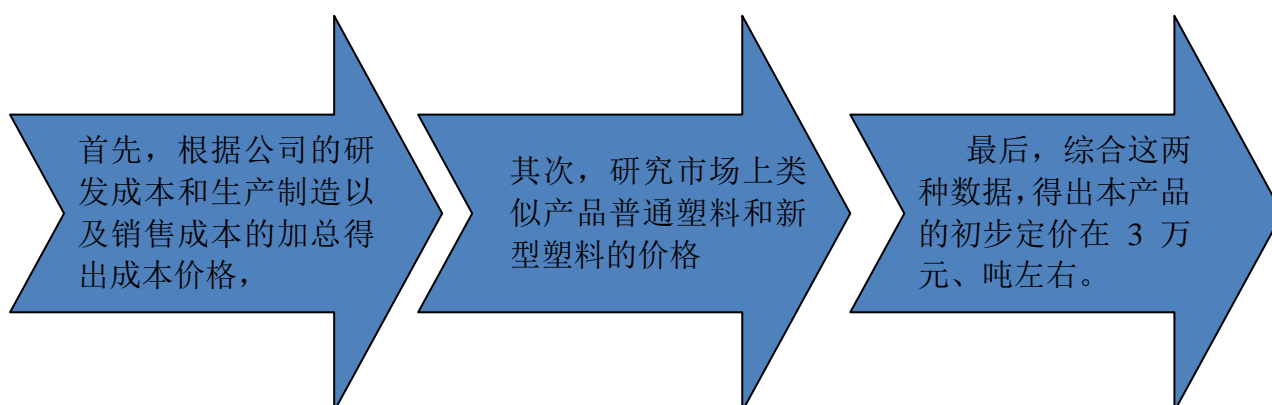 首先，根据公司的研
发成本和生产制造以
及销售成本的加总得
出成本价格，
其次，研究市场上类
似产品普通塑料和新
型塑料的价格
最后，综合这两
种数据，得出本产品
的初步定价在 3 万
元、吨左右。